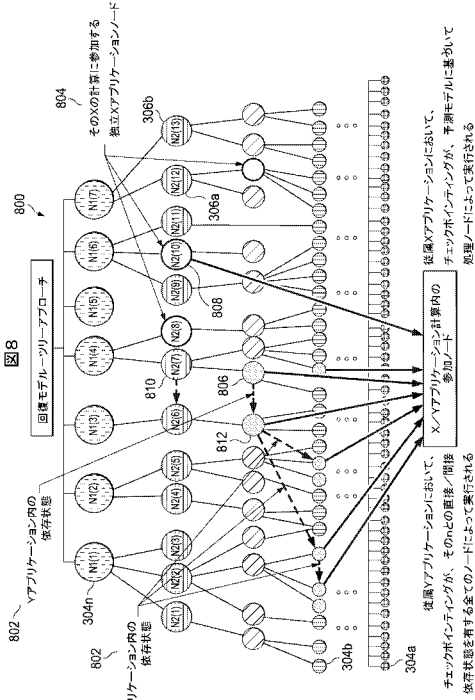 図8
800
回復モデルーツリーアプローチ
802
Yアプリケーション内の
依存状態
804
そのXの計算に参加する
独立Xアプリケーションノード
N1(1)
N1(2)
N1(3)
N1(4)
N1(5)
N1(6)
N1(7)
304n
N2(1)
N2(2)
N2(3)
N2(4)
N2(5)
N2(6)
N2(7)
N2(8)
N2(9)
N2(10)
N2(11)
N2(12)
N2(13)
306a
306b
810
808
802
プリケーション内の
依存状態
806
812
304b
304a
X/Yアプリケーション計算内の
参加ノード
従属Yアプリケーションにおいて、
チェックポインティングが、そのnとの直接/間接
依存状態を有する全てのノードによって実行される
従属Xアプリケーションにおいて、
チェックポインティングが、予測モデルに基づいて
処理ノードによって実行される